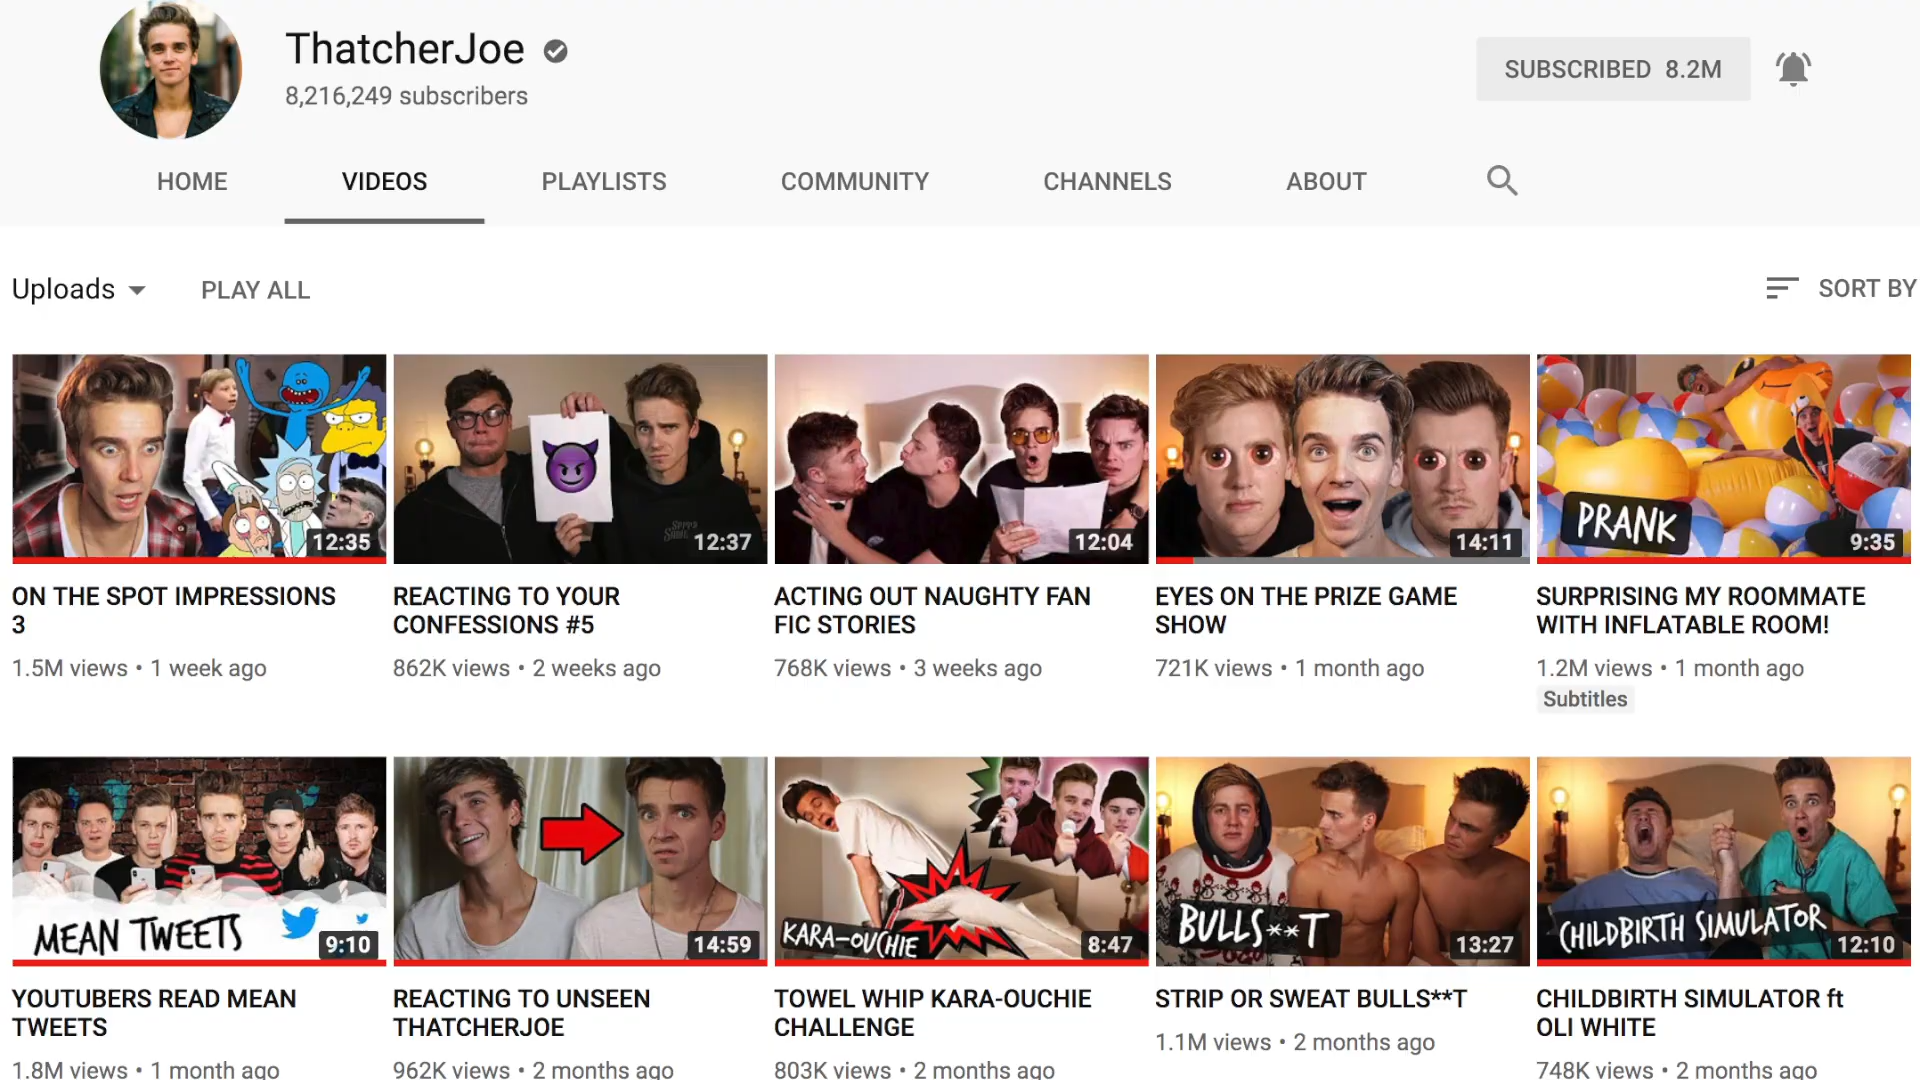 ThatcherJoe
8,216,249 subscribers
SUBSCRIBED 8.2M
HOME VIDEOS PLAYLISTS COMMUNITY CHANNELS ABOUT
Uploads PLAY ALL SORT BY
12:35
12:37
12:04
14:11
PRANK
9:35
ON THE SPOT IMPRESSIONS
3
1.5M views • 1 week ago
REACTING TO YOUR
CONFESSIONS #5
862K views • 2 weeks ago
ACTING OUT NAUGHTY FAN
FIC STORIES
768K views • 3 weeks ago
EYES ON THE PRIZE GAME
SHOW
721K views • 1 month ago
SURPRISING MY ROOMMATE
WITH INFLATABLE ROOM!
1.2M views • 1 month ago
Subtitles
MEAN TWEETS
9:10
14:59
KARA-OUCHIE
8:47
BULLS**T
13:27
CHILDBIRTH SIMULATOR
12:10
YOUTUBERS READ MEAN
TWEETS
1.8M views • 1 month ago
REACTING TO UNSEEN
THATCHERJOE
962K views • 2 months ago
TOWEL WHIP KARA-OUCHIE
CHALLENGE
803K views • 2 months ago
STRIP OR SWEAT BULLS**T
1.1M views • 2 months ago
CHILDBIRTH SIMULATOR ft
OLI WHITE
748K views • 2 months ago